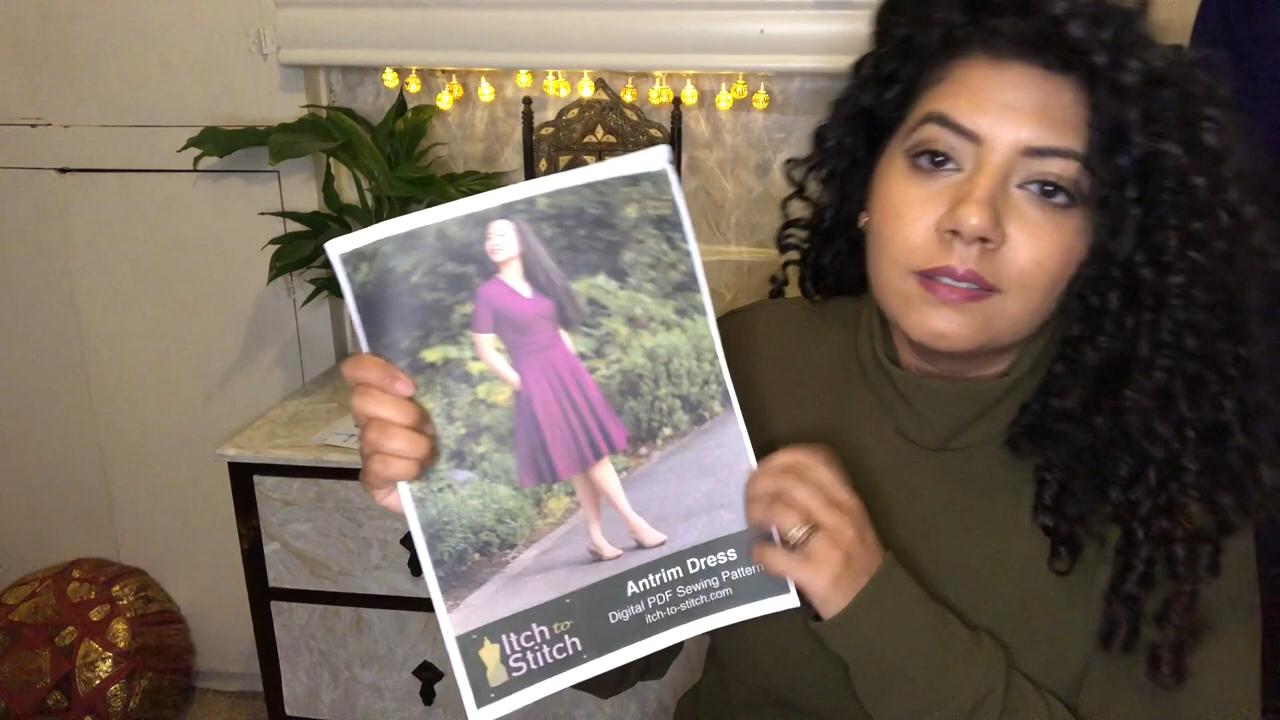 Antrim Dress
Digital PDF Sewing Pattern
itch-to-stitch.com
Itch to
Stitch